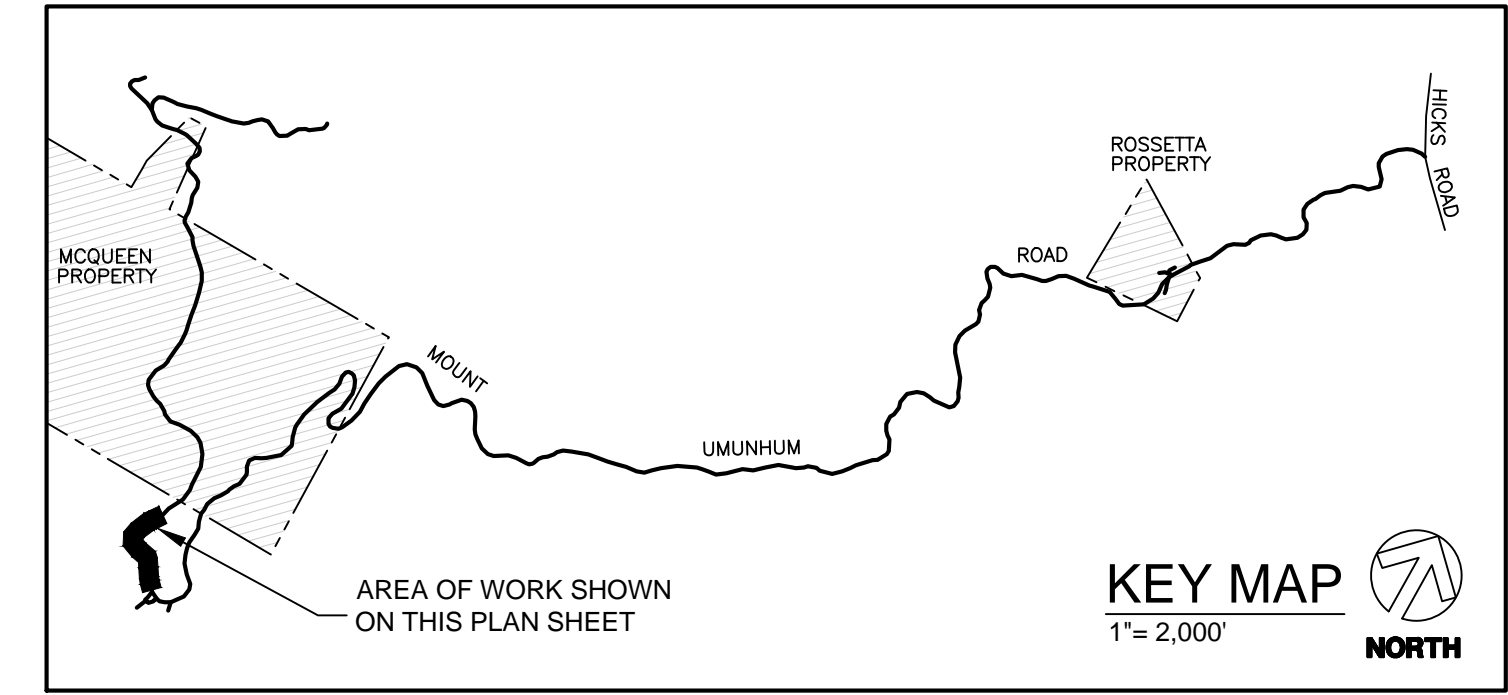 HICKS
ROAD
ROSSETTA
PROPERTY
MCQUEEN
PROPERTY
ROAD
MOUNT
UMUNHUM
AREA OF WORK SHOWN
ON THIS PLAN SHEET
KEY MAP
1"= 2,000'
NORTH